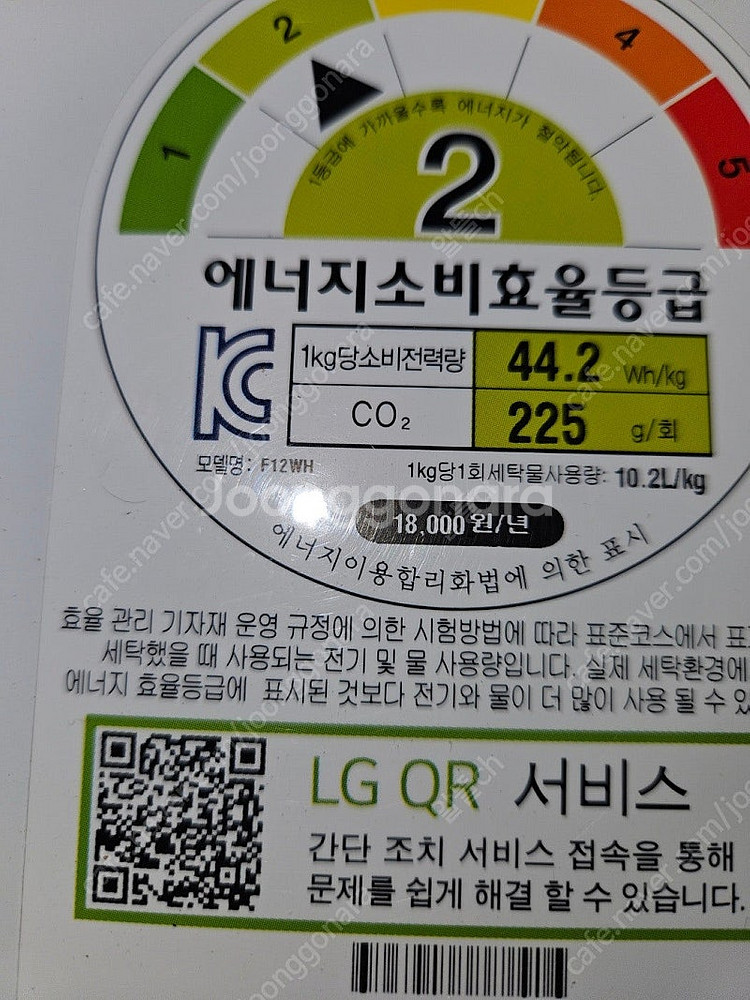 2
4
1
5
1등급에 가까울수록 에너지가 절약됩니다.
2
에너지소비효율등급
KC
1kg당소비전력량 44.2 Wh/kg
CO₂ 225 g/회
모델명: F12WH 1kg당1회세탁물사용량: 10.2L/kg
Joonggonara
18,000원/년
에너지이용합리화법에 의한 표시
효율 관리 기자재 운영 규정에 의한 시험방법에 따라 표준코스에서
세탁했을 때 사용되는 전기 및 물 사용량입니다. 실제 세탁환경에
에너지 효율등급에 표시된 것보다 전기와 물이 더 많이 사용 될 수
LG QR 서비스
간단 조치 서비스 접속을 통해
문제를 쉽게 해결 할 수 있습니다.
cafe.naver.com/joonggonara